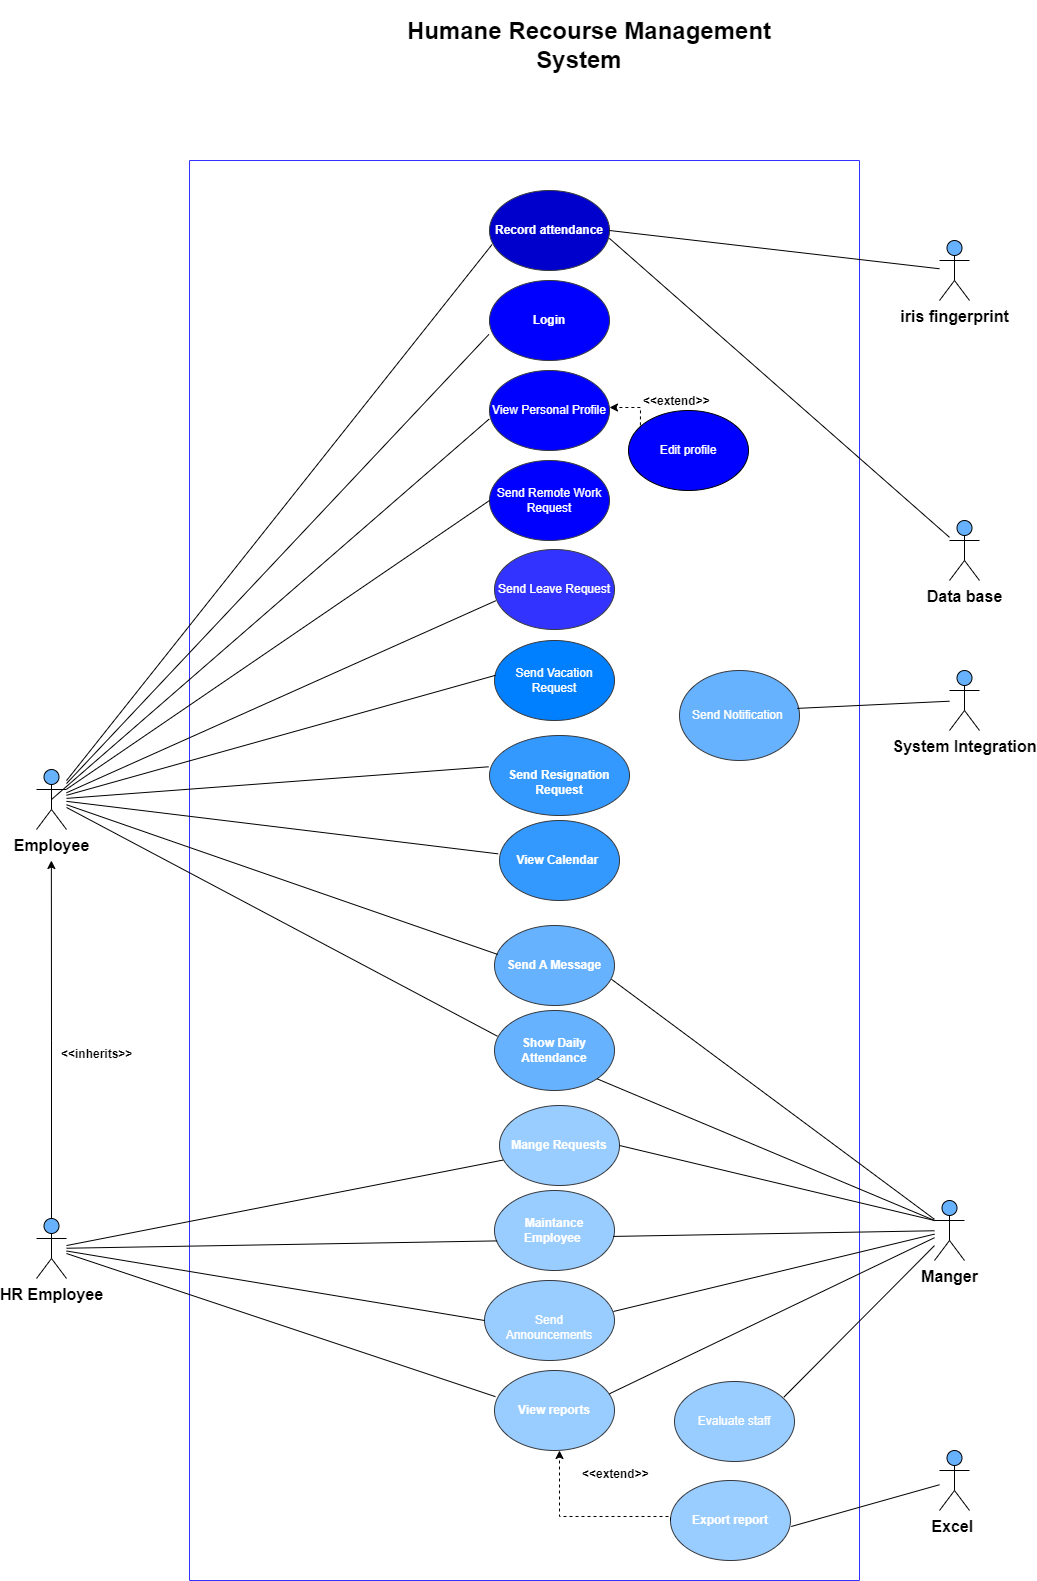 Humane Recourse Management
System
Record attendance
iris fingerprint
Login
<<extend>>
View Personal Profile
Edit profile
Send Remote Work
Request
Send Leave Request
Data base
Send Vacation
Request
Send Notification
System Integration
Send Resignation
Request
Employee
View Calendar
Send A Message
Show Daily
Attendance
<<inherits>>
Mange Requests
Maintance
Employee
Manger
HR Employee
Send
Announcements
View reports
Evaluate staff
<<extend>>
Export report
Excel